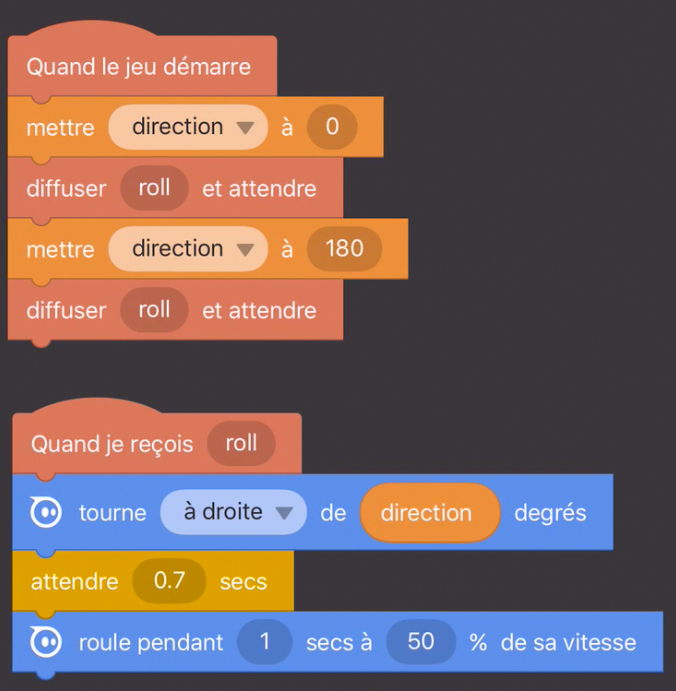 Quand le jeu démarre
mettre direction à 0
diffuser roll et attendre
mettre direction à 180
diffuser roll et attendre
Quand je reçois roll
tourne à droite de direction degrés
attendre 0.7 secs
roule pendant 1 secs à 50 % de sa vitesse